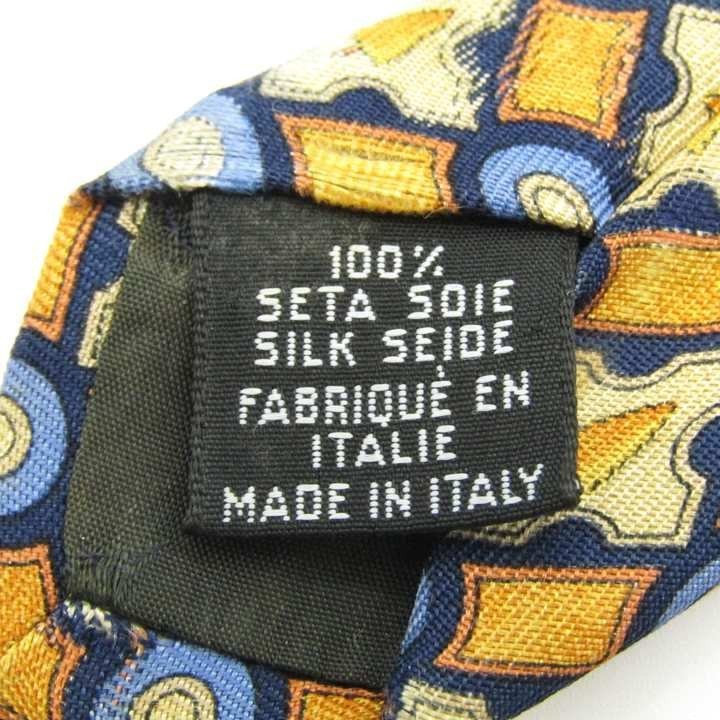 100%
SETA SOIE
SILK SEIDE
FABRIQUÉ EN
ITALIE
MADE IN ITALY